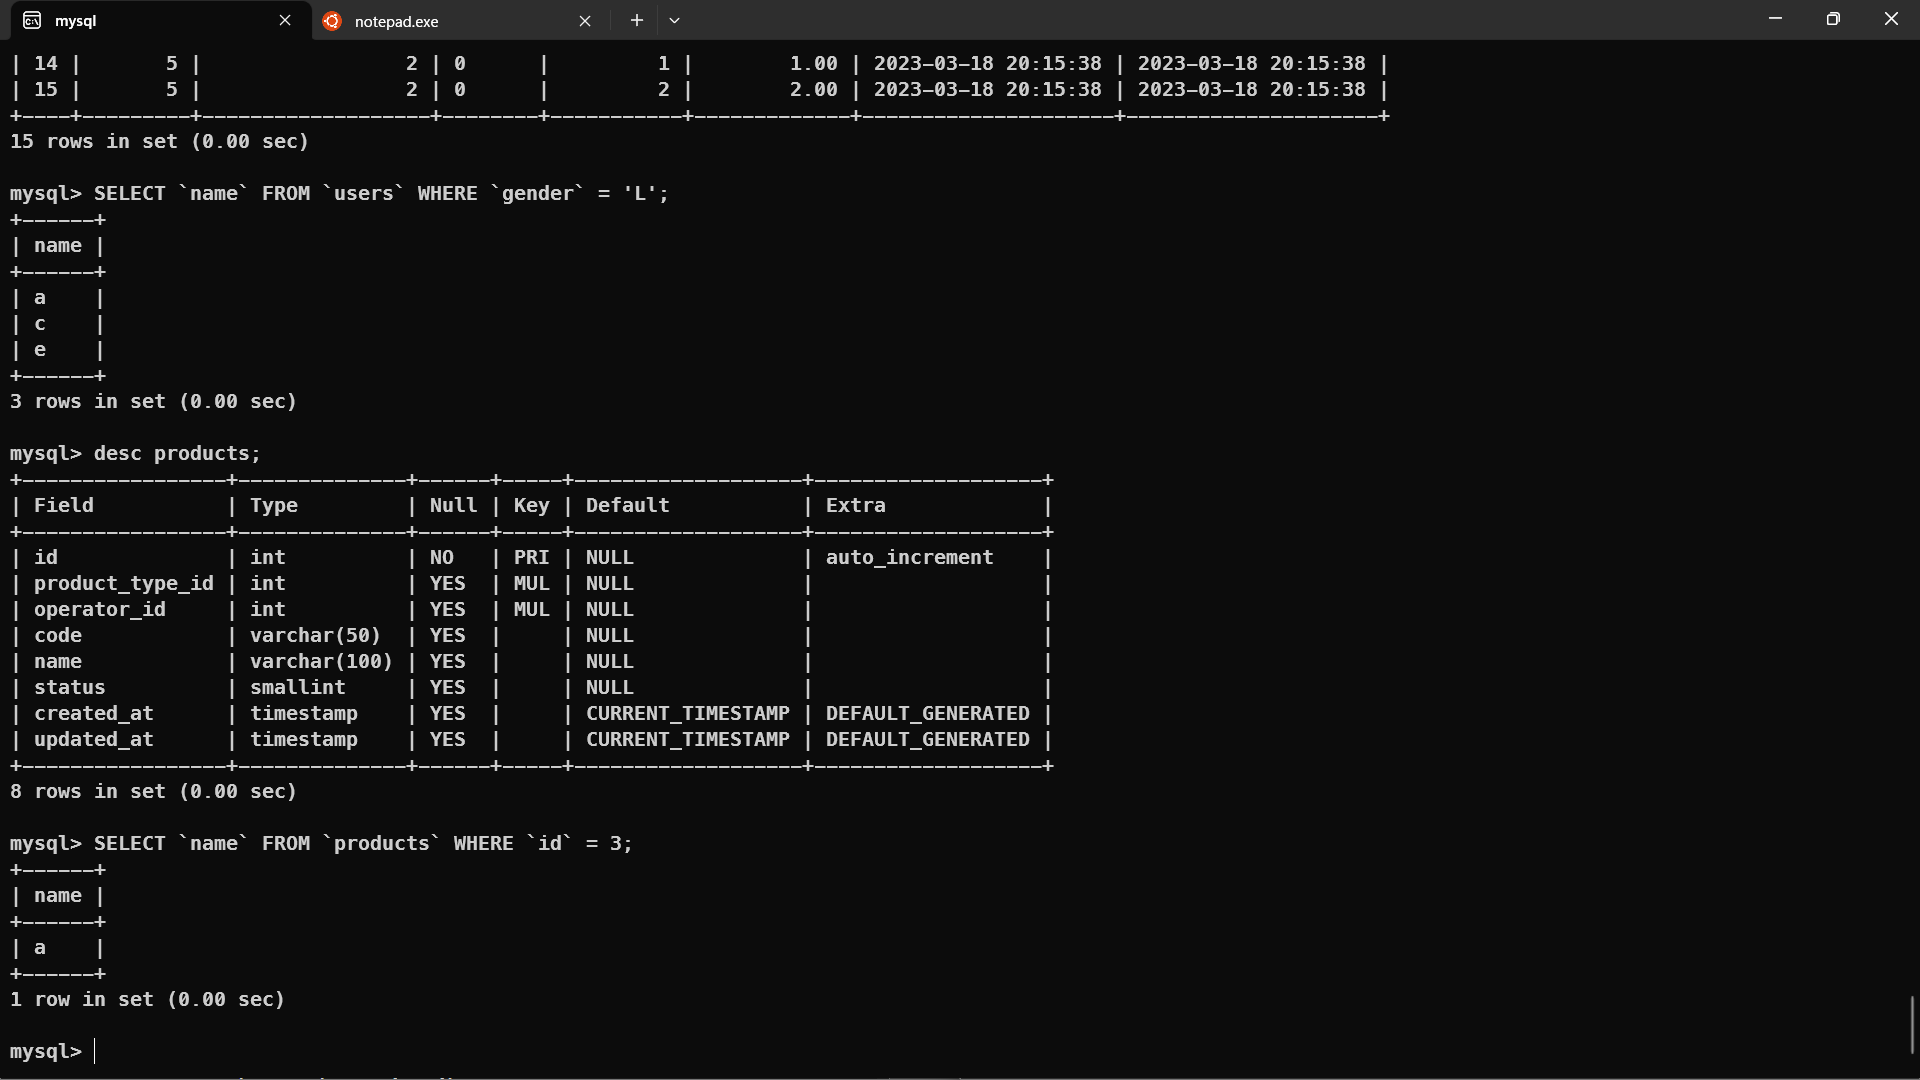 mysql
notepad.exe
| 14 |       5 |                 2 | 0      |         1 |        1.00 | 2023-03-18 20:15:38 | 2023-03-18 20:15:38 |
| 15 |       5 |                 2 | 0      |         2 |        2.00 | 2023-03-18 20:15:38 | 2023-03-18 20:15:38 |
+----+---------+-------------------+--------+-----------+-------------+---------------------+---------------------+
15 rows in set (0.00 sec)
mysql> SELECT `name` FROM `users` WHERE `gender` = 'L';
+------+
| name |
+------+
| a    |
| c    |
| e    |
+------+
3 rows in set (0.00 sec)
mysql> desc products;
+-----------------+--------------+------+-----+-------------------+-------------------+
| Field           | Type         | Null | Key | Default           | Extra             |
+-----------------+--------------+------+-----+-------------------+-------------------+
| id              | int          | NO   | PRI | NULL              | auto_increment    |
| product_type_id | int          | YES  | MUL | NULL              |                   |
| operator_id     | int          | YES  | MUL | NULL              |                   |
| code            | varchar(50)  | YES  |     | NULL              |                   |
| name            | varchar(100) | YES  |     | NULL              |                   |
| status          | smallint     | YES  |     | NULL              |                   |
| created_at      | timestamp    | YES  |     | CURRENT_TIMESTAMP | DEFAULT_GENERATED |
| updated_at      | timestamp    | YES  |     | CURRENT_TIMESTAMP | DEFAULT_GENERATED |
+-----------------+--------------+------+-----+-------------------+-------------------+
8 rows in set (0.00 sec)
mysql> SELECT `name` FROM `products` WHERE `id` = 3;
+------+
| name |
+------+
| a    |
+------+
1 row in set (0.00 sec)
mysql>